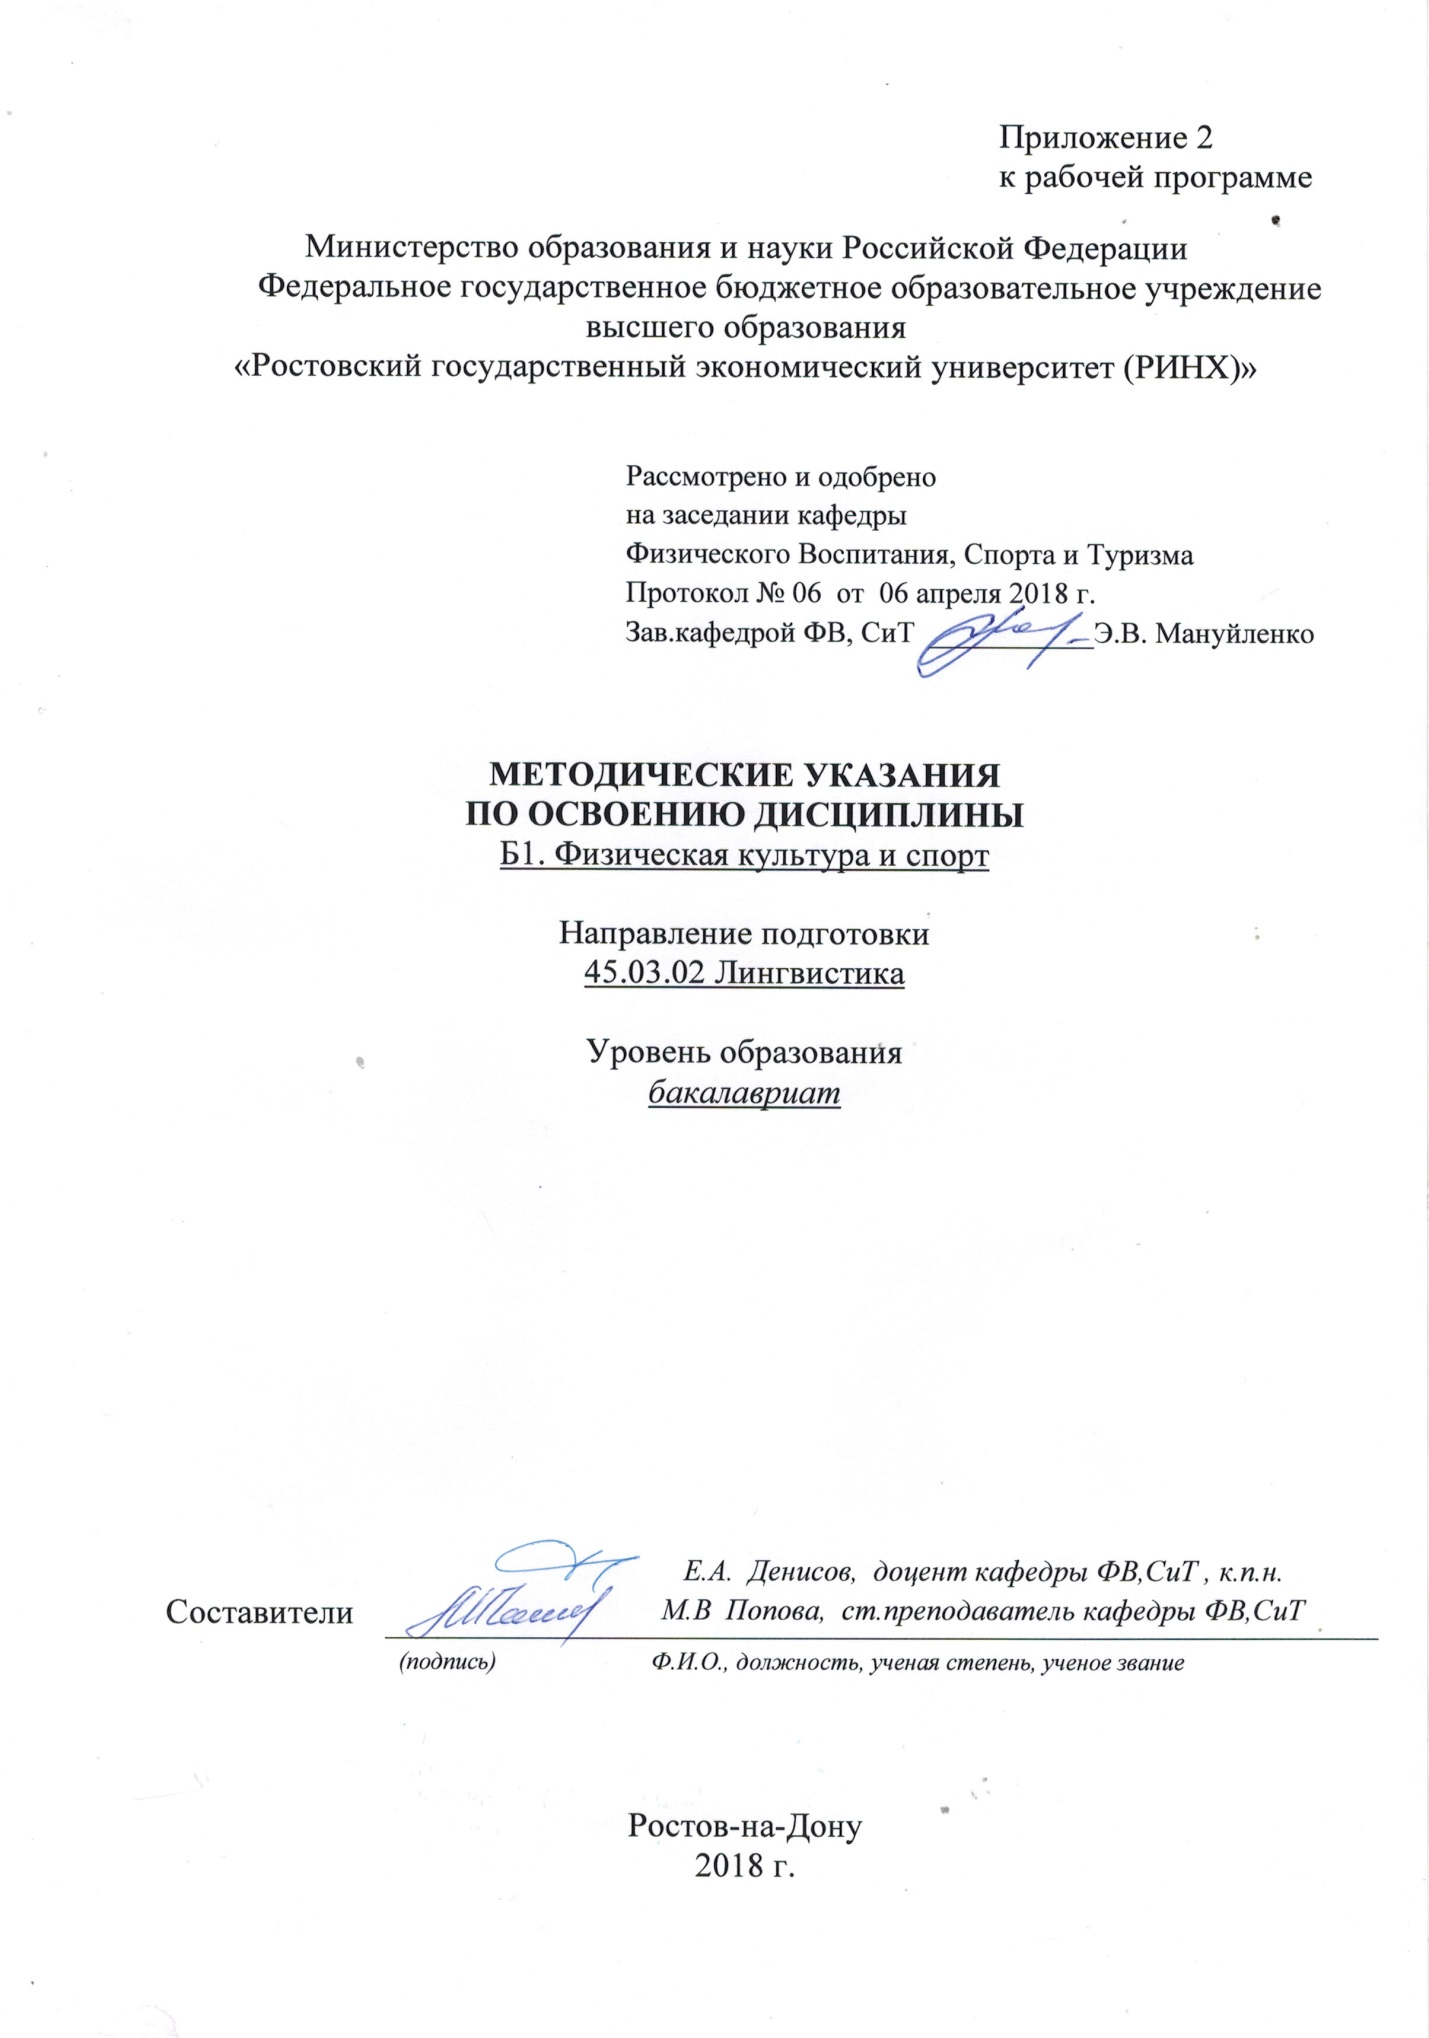 Приложение 2
к рабочей программе
Министерство образования и науки Российской Федерации
Федеральное государственное бюджетное образовательное учреждение
высшего образования
«Ростовский государственный экономический университет (РИНХ)»
Рассмотрено и одобрено
на заседании кафедры
Физического Воспитания, Спорта и Туризма
Протокол № 06 от 06 апреля 2018 г.
Зав.кафедрой ФВ, СиТ ___________Э.В. Мануйленко
МЕТОДИЧЕСКИЕ УКАЗАНИЯ
ПО ОСВОЕНИЮ ДИСЦИПЛИНЫ
Б1. Физическая культура и спорт
Направление подготовки
45.03.02 Лингвистика
Уровень образования
бакалавриат
Е.А. Денисов, доцент кафедры ФВ,СиТ , к.п.н.
Составители М.В Попова, ст.преподаватель кафедры ФВ,СиТ
(подпись) Ф.И.О., должность, ученая степень, ученое звание
Ростов-на-Дону
2018 г.